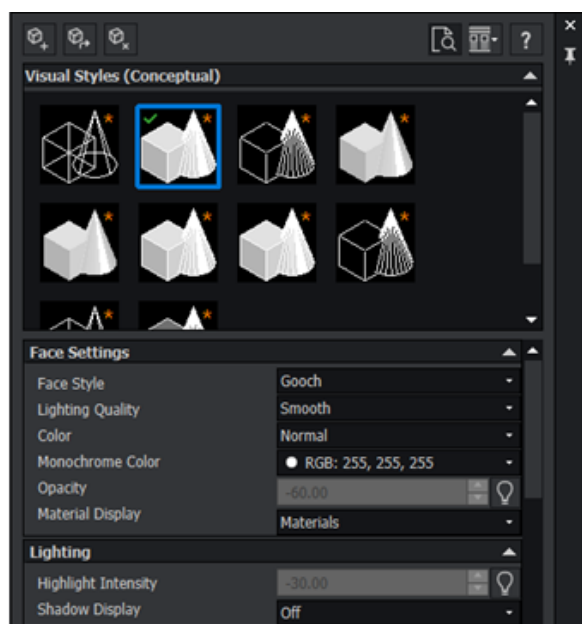 ?
Visual Styles (Conceptual)
Face Settings
Face Style Gooch
Lighting Quality Smooth
Color Normal
Monochrome Color RGB: 255, 255, 255
Opacity -60.00
Material Display Materials
Lighting
Highlight Intensity -30.00
Shadow Display Off